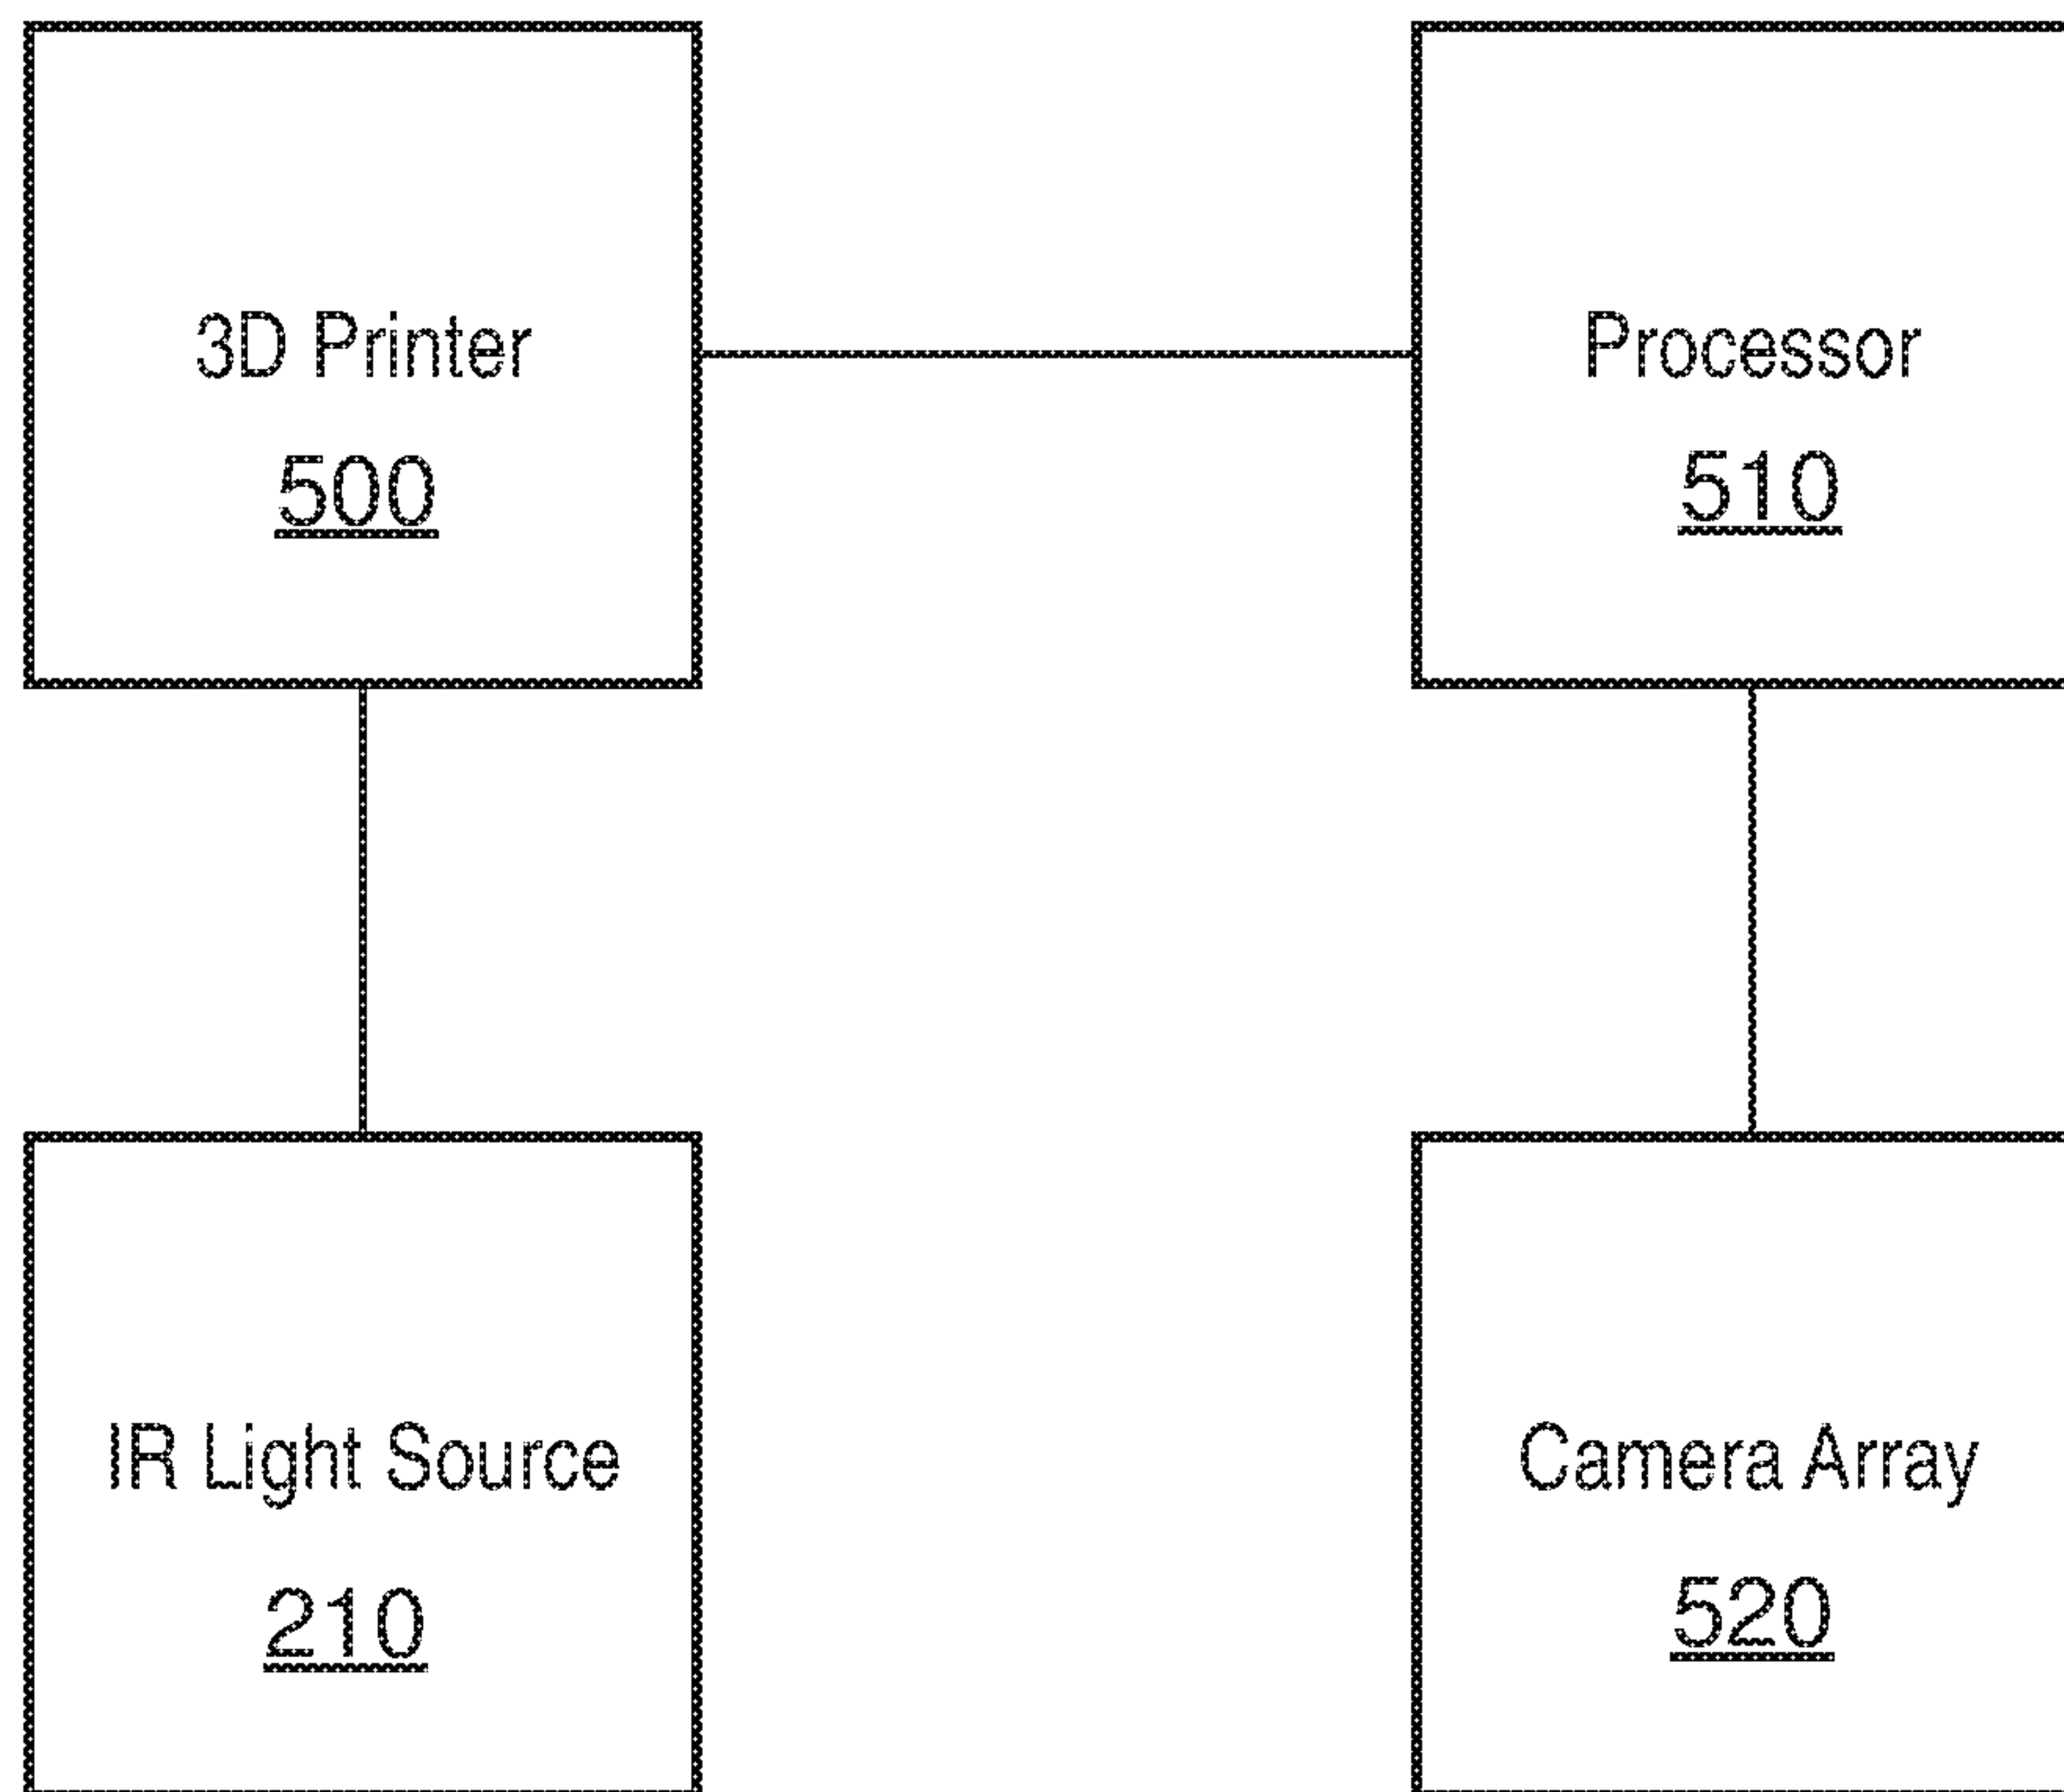 3D Printer
500
Processor
510
IR Light Source
210
Camera Array
520